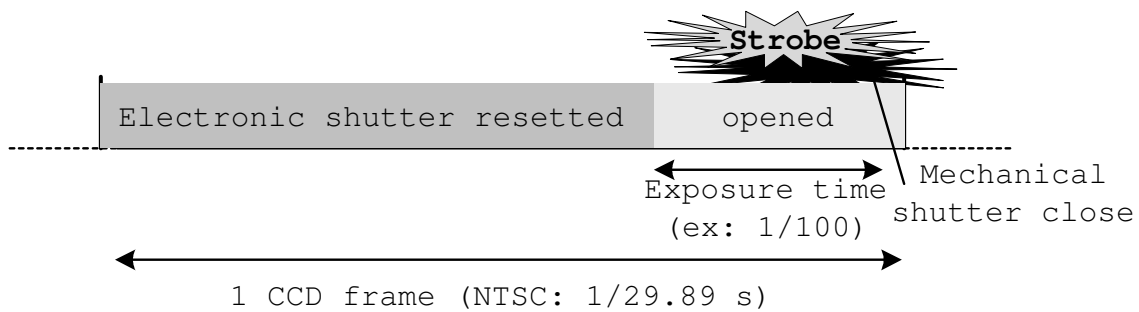 Strobe
Electronic shutter resetted
opened
Exposure time
(ex: 1/100)
Mechanical
shutter close
1 CCD frame (NTSC: 1/29.89 s)